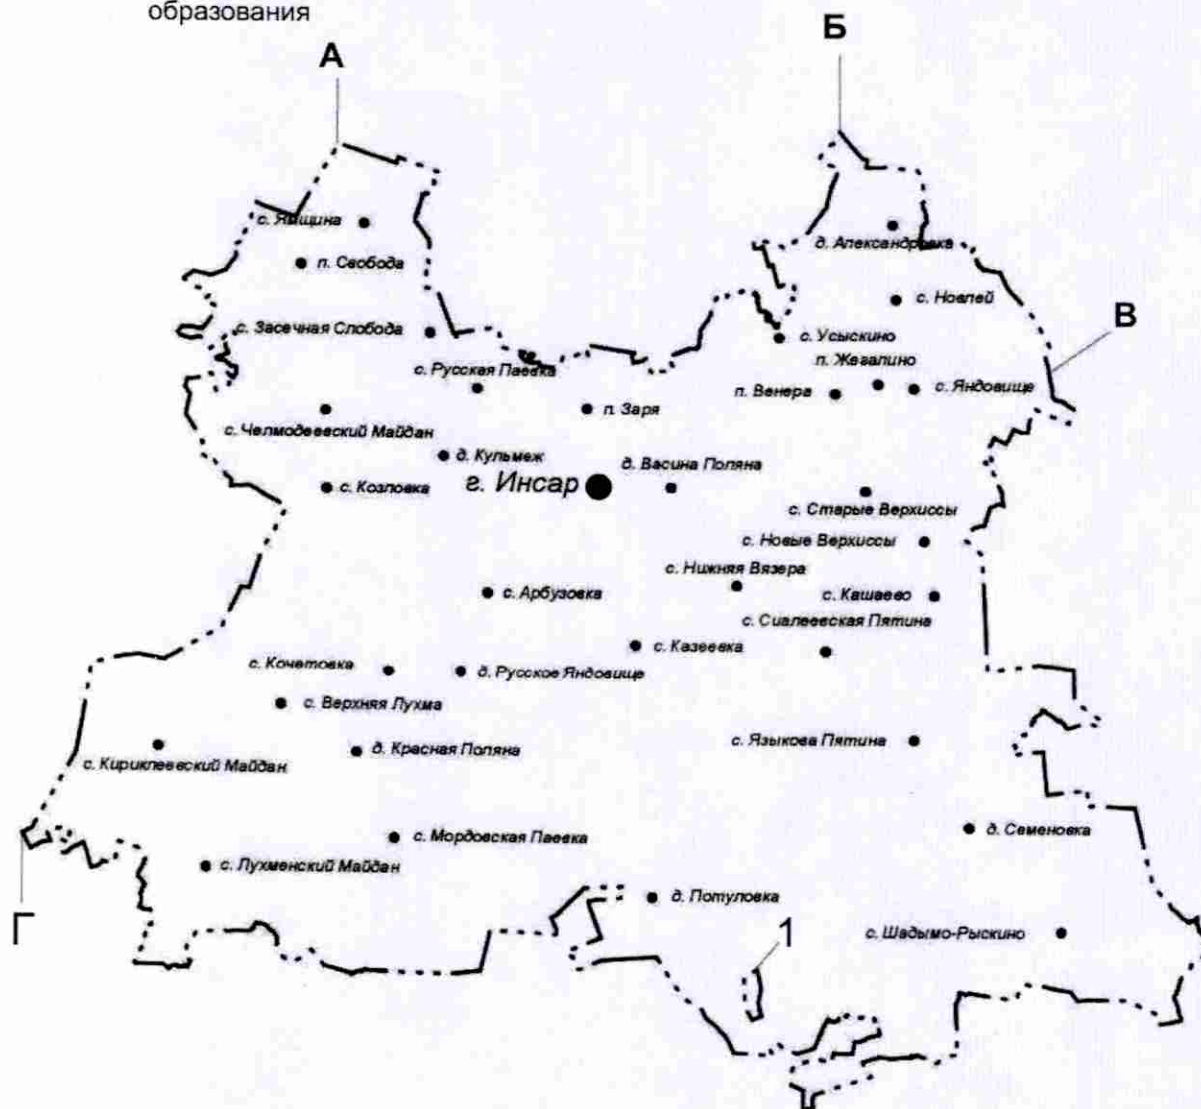 образования
А
Б
с. Ямщина
д. Александровка
п. Свобода
с. Новлей
В
с. Засечная Слобода
с. Усыскино
п. Жегалино
с. Русская Паевка
п. Венера
с. Яндовище
п. Заря
с. Челмодеевский Майдан
д. Кульмеж
д. Васина Поляна
г. Инсар
с. Козловка
с. Старые Верхиссы
с. Новые Верхиссы
с. Нижняя Вязера
с. Арбузовка
с. Кашаево
с. Сиалеевская Пятина
с. Казеевка
с. Кочетовка
д. Русское Яндовище
с. Верхняя Лухма
с. Языкова Пятина
д. Красная Поляна
с. Кириклеевский Майдан
д. Семеновка
с. Мордовская Паевка
с. Лухменский Майдан
д. Потуловка
Г
1
с. Шадымо-Рыскино